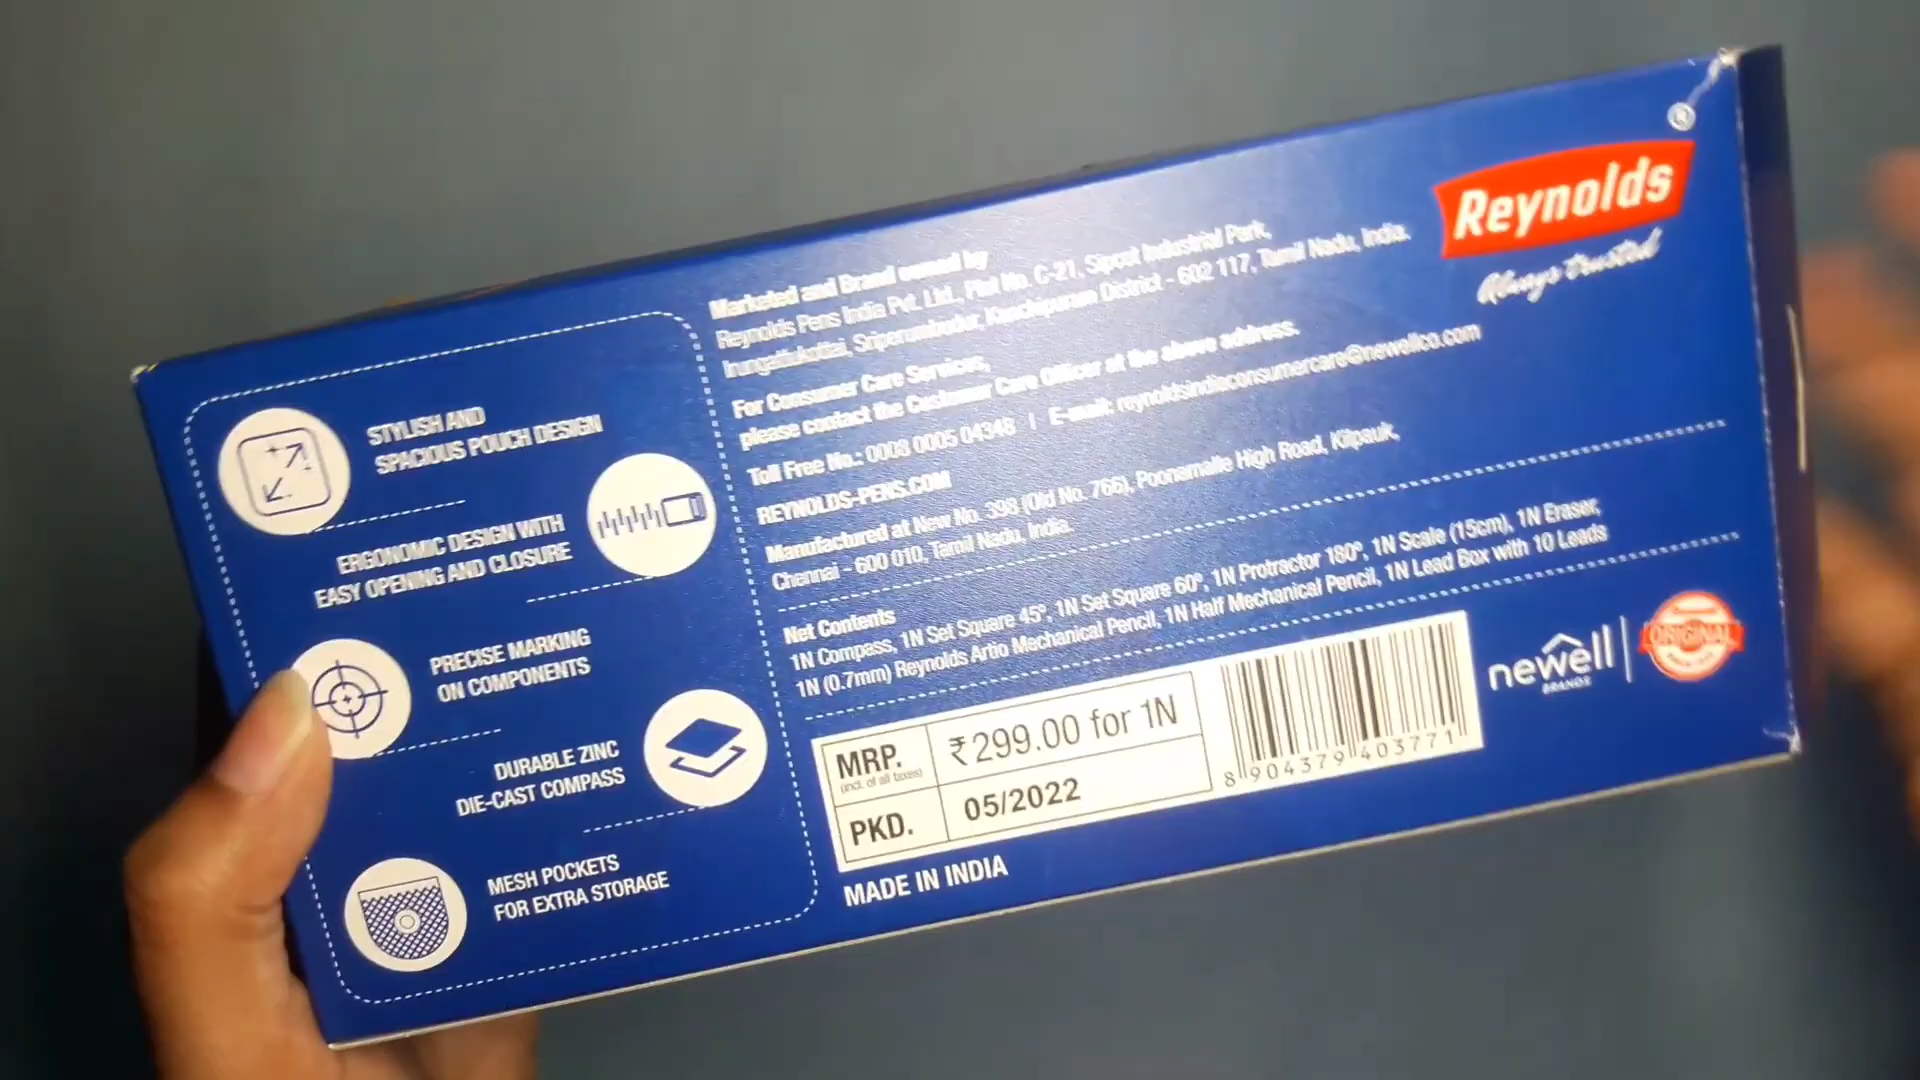 Reynolds
Always trusted
STYLISH AND
SPACIOUS POUCH DESIGN
ERGONOMIC DESIGN WITH
EASY OPENING AND CLOSURE
PRECISE MARKING
ON COMPONENTS
DURABLE ZINC
DIE-CAST COMPASS
MESH POCKETS
FOR EXTRA STORAGE
Marketed and Brand owned by
Reynolds Pens India Pvt. Ltd., Plot No. C-21, Sipcot Industrial Park,
Irungattukottai, Sriperumbudur, Kanchipuram District - 602 117, Tamil Nadu, India.
For Consumer Care Services,
please contact the Customer Care Officer at the above address.
Toll Free No.: 0008 0005 04348 | E-mail: reynoldsindiaconsumercare@newellco.com
REYNOLDS-PENS.COM
Manufactured at New No. 398 (Old No. 766), Poonamalle High Road, Kilpauk,
Chennai - 600 010, Tamil Nadu, India.
Net Contents
1N Compass, 1N Set Square 45°, 1N Set Square 60°, 1N Protractor 180°, 1N Scale (15cm), 1N Eraser,
1N (0.7mm) Reynolds Artio Mechanical Pencil, 1N Half Mechanical Pencil, 1N Lead Box with 10 Leads
MRP. ₹299.00 for 1N
(incl. of all taxes)
PKD. 05/2022
8 904379 403771
newell
BRANDS
ORIGINAL
MADE IN INDIA